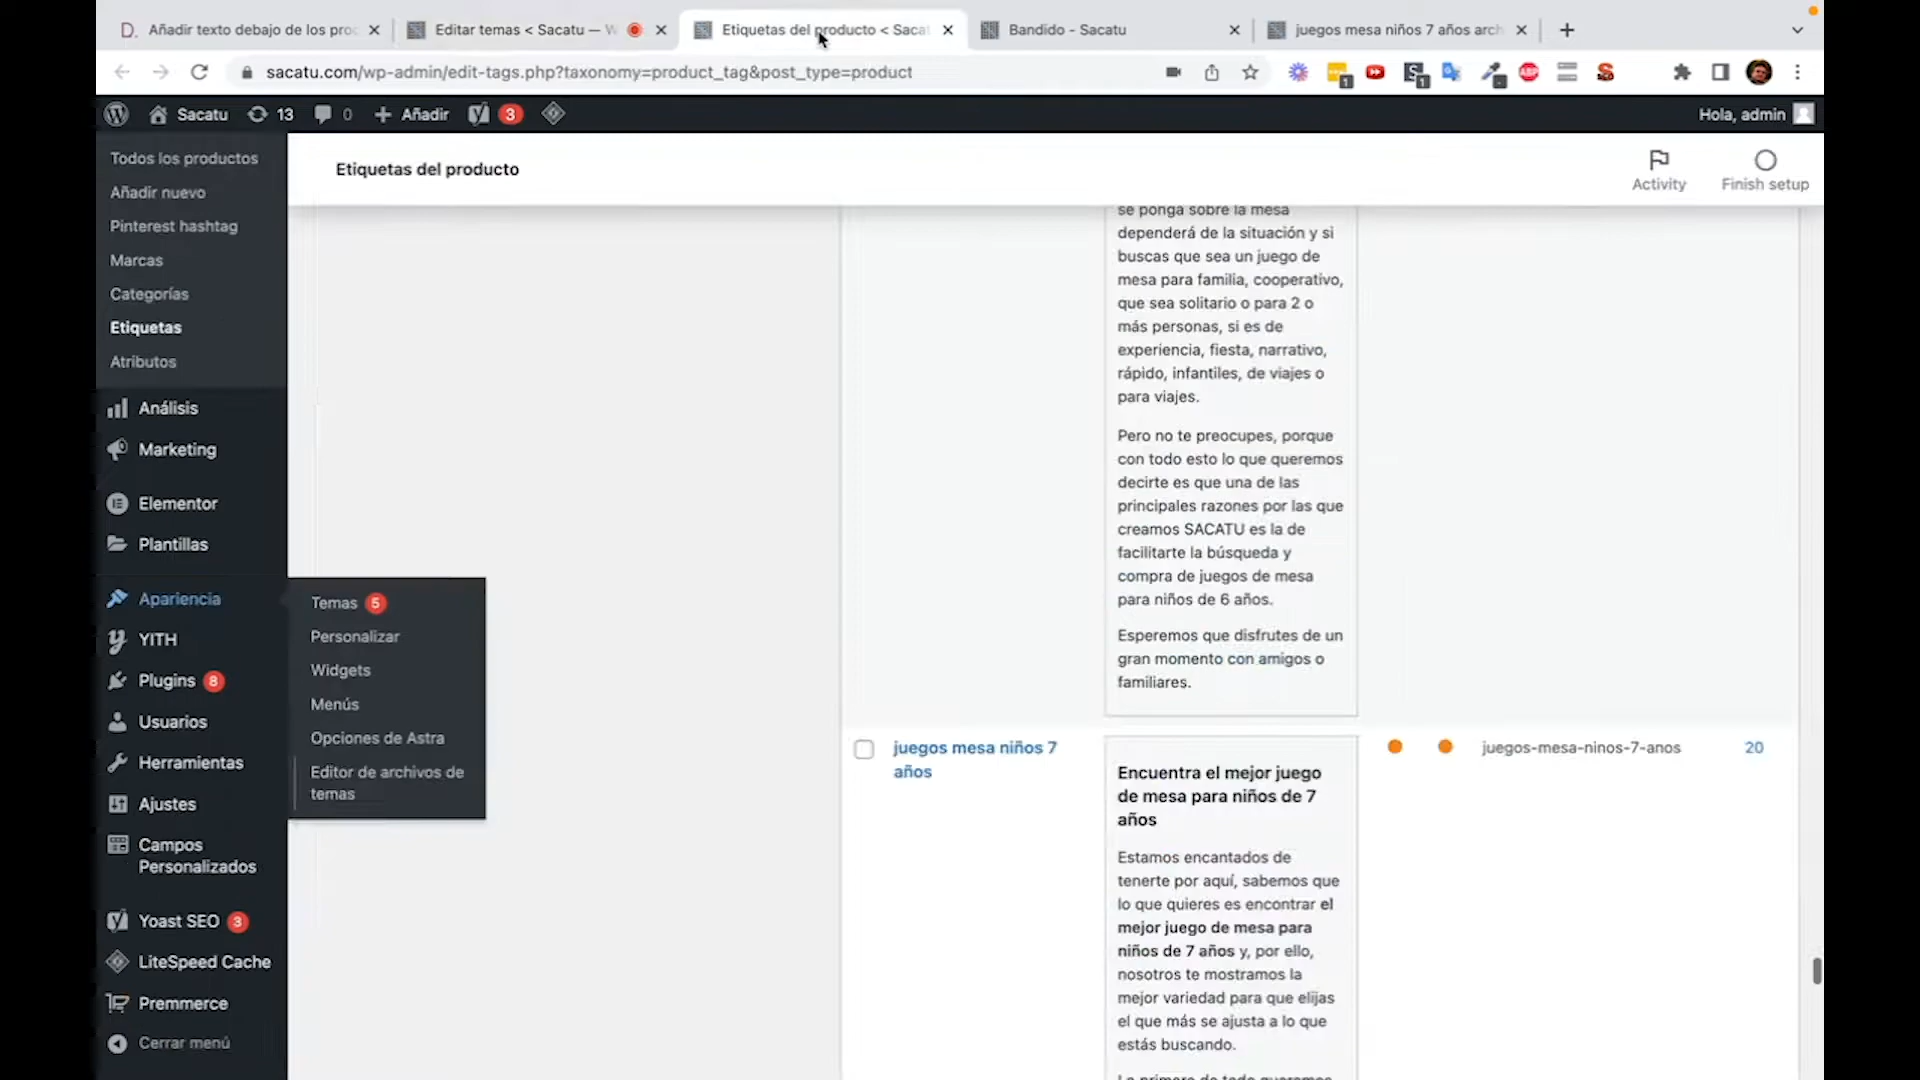 Añadir texto debajo de los proc
Editar temas < Sacatu — W
Etiquetas del producto < Sacat
Bandido - Sacatu
juegos mesa niños 7 años arch
sacatu.com/wp-admin/edit-tags.php?taxonomy=product_tag&post_type=product
Sacatu
13
0
Añadir
3
Hola, admin
Todos los productos
Añadir nuevo
Pinterest hashtag
Marcas
Categorías
Etiquetas
Atributos
Análisis
Marketing
Elementor
Plantillas
Apariencia
YITH
Plugins 8
Usuarios
Herramientas
Ajustes
Campos
Personalizados
Yoast SEO 3
LiteSpeed Cache
Premmerce
Cerrar menú
Temas 5
Personalizar
Widgets
Menús
Opciones de Astra
Editor de archivos de
temas
Etiquetas del producto
Activity
Finish setup
se ponga sobre la mesa
dependerá de la situación y si
buscas que sea un juego de
mesa para familia, cooperativo,
que sea solitario o para 2 o
más personas, si es de
experiencia, fiesta, narrativo,
rápido, infantiles, de viajes o
para viajes.
Pero no te preocupes, porque
con todo esto lo que queremos
decirte es que una de las
principales razones por las que
creamos SACATU es la de
facilitarte la búsqueda y
compra de juegos de mesa
para niños de 6 años.
Esperemos que disfrutes de un
gran momento con amigos o
familiares.
juegos mesa niños 7
años
Encuentra el mejor juego
de mesa para niños de 7
años
Estamos encantados de
tenerte por aquí, sabemos que
lo que quieres es encontrar el
mejor juego de mesa para
niños de 7 años y, por ello,
nosotros te mostramos la
mejor variedad para que elijas
el que más se ajusta a lo que
estás buscando.
juegos-mesa-ninos-7-anos
20